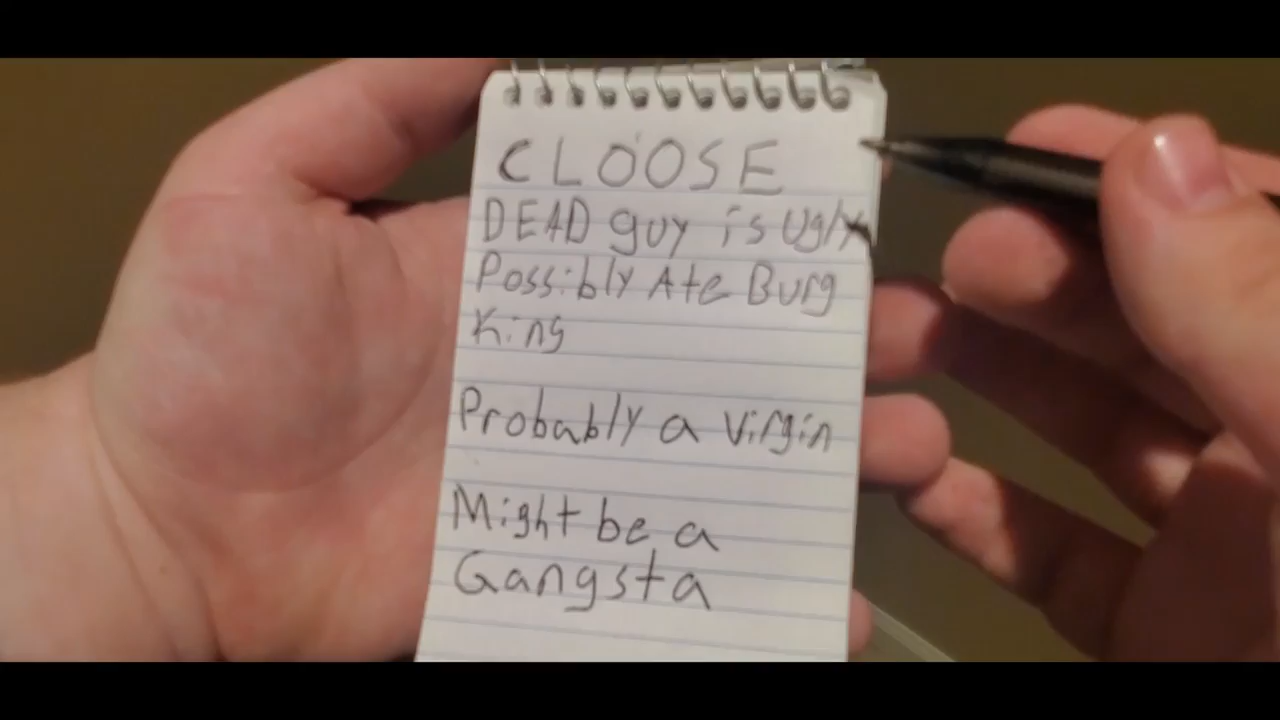 CLOOSE
DEAD guy is Ugly
Possibly Ate Burg
King
Probably a Virgin
Might be a
Gangsta